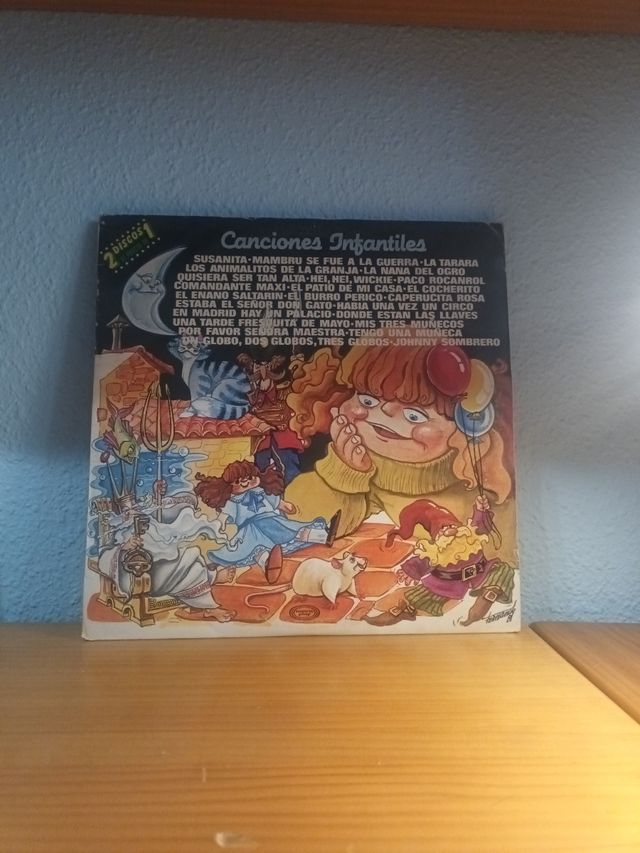 2 DISCOS 1
Canciones Infantiles
SUSANITA·MAMBRU SE FUE A LA GUERRA·LA TARARA
LOS ANIMALITOS DE LA GRANJA·LA NANA DEL OGRO
QUISIERA SER TAN ALTA·HEI, HEI, WICKIE·PACO ROCANROL
COMANDANTE MAXI·EL PATIO DE MI CASA·EL COCHERITO
EL ENANO SALTARIN·EL BURRO PERICO·CAPERUCITA ROSA
ESTABA EL SEÑOR DON GATO·HABIA UNA VEZ UN CIRCO
EN MADRID HAY UN PALACIO·DONDE ESTAN LAS LLAVES
UNA TARDE FRESQUITA DE MAYO·MIS TRES MUÑECOS
POR FAVOR SEÑORA MAESTRA·TENGO UNA MUÑECA
UN GLOBO, DOS GLOBOS, TRES GLOBOS·JOHNNY SOMBRERO